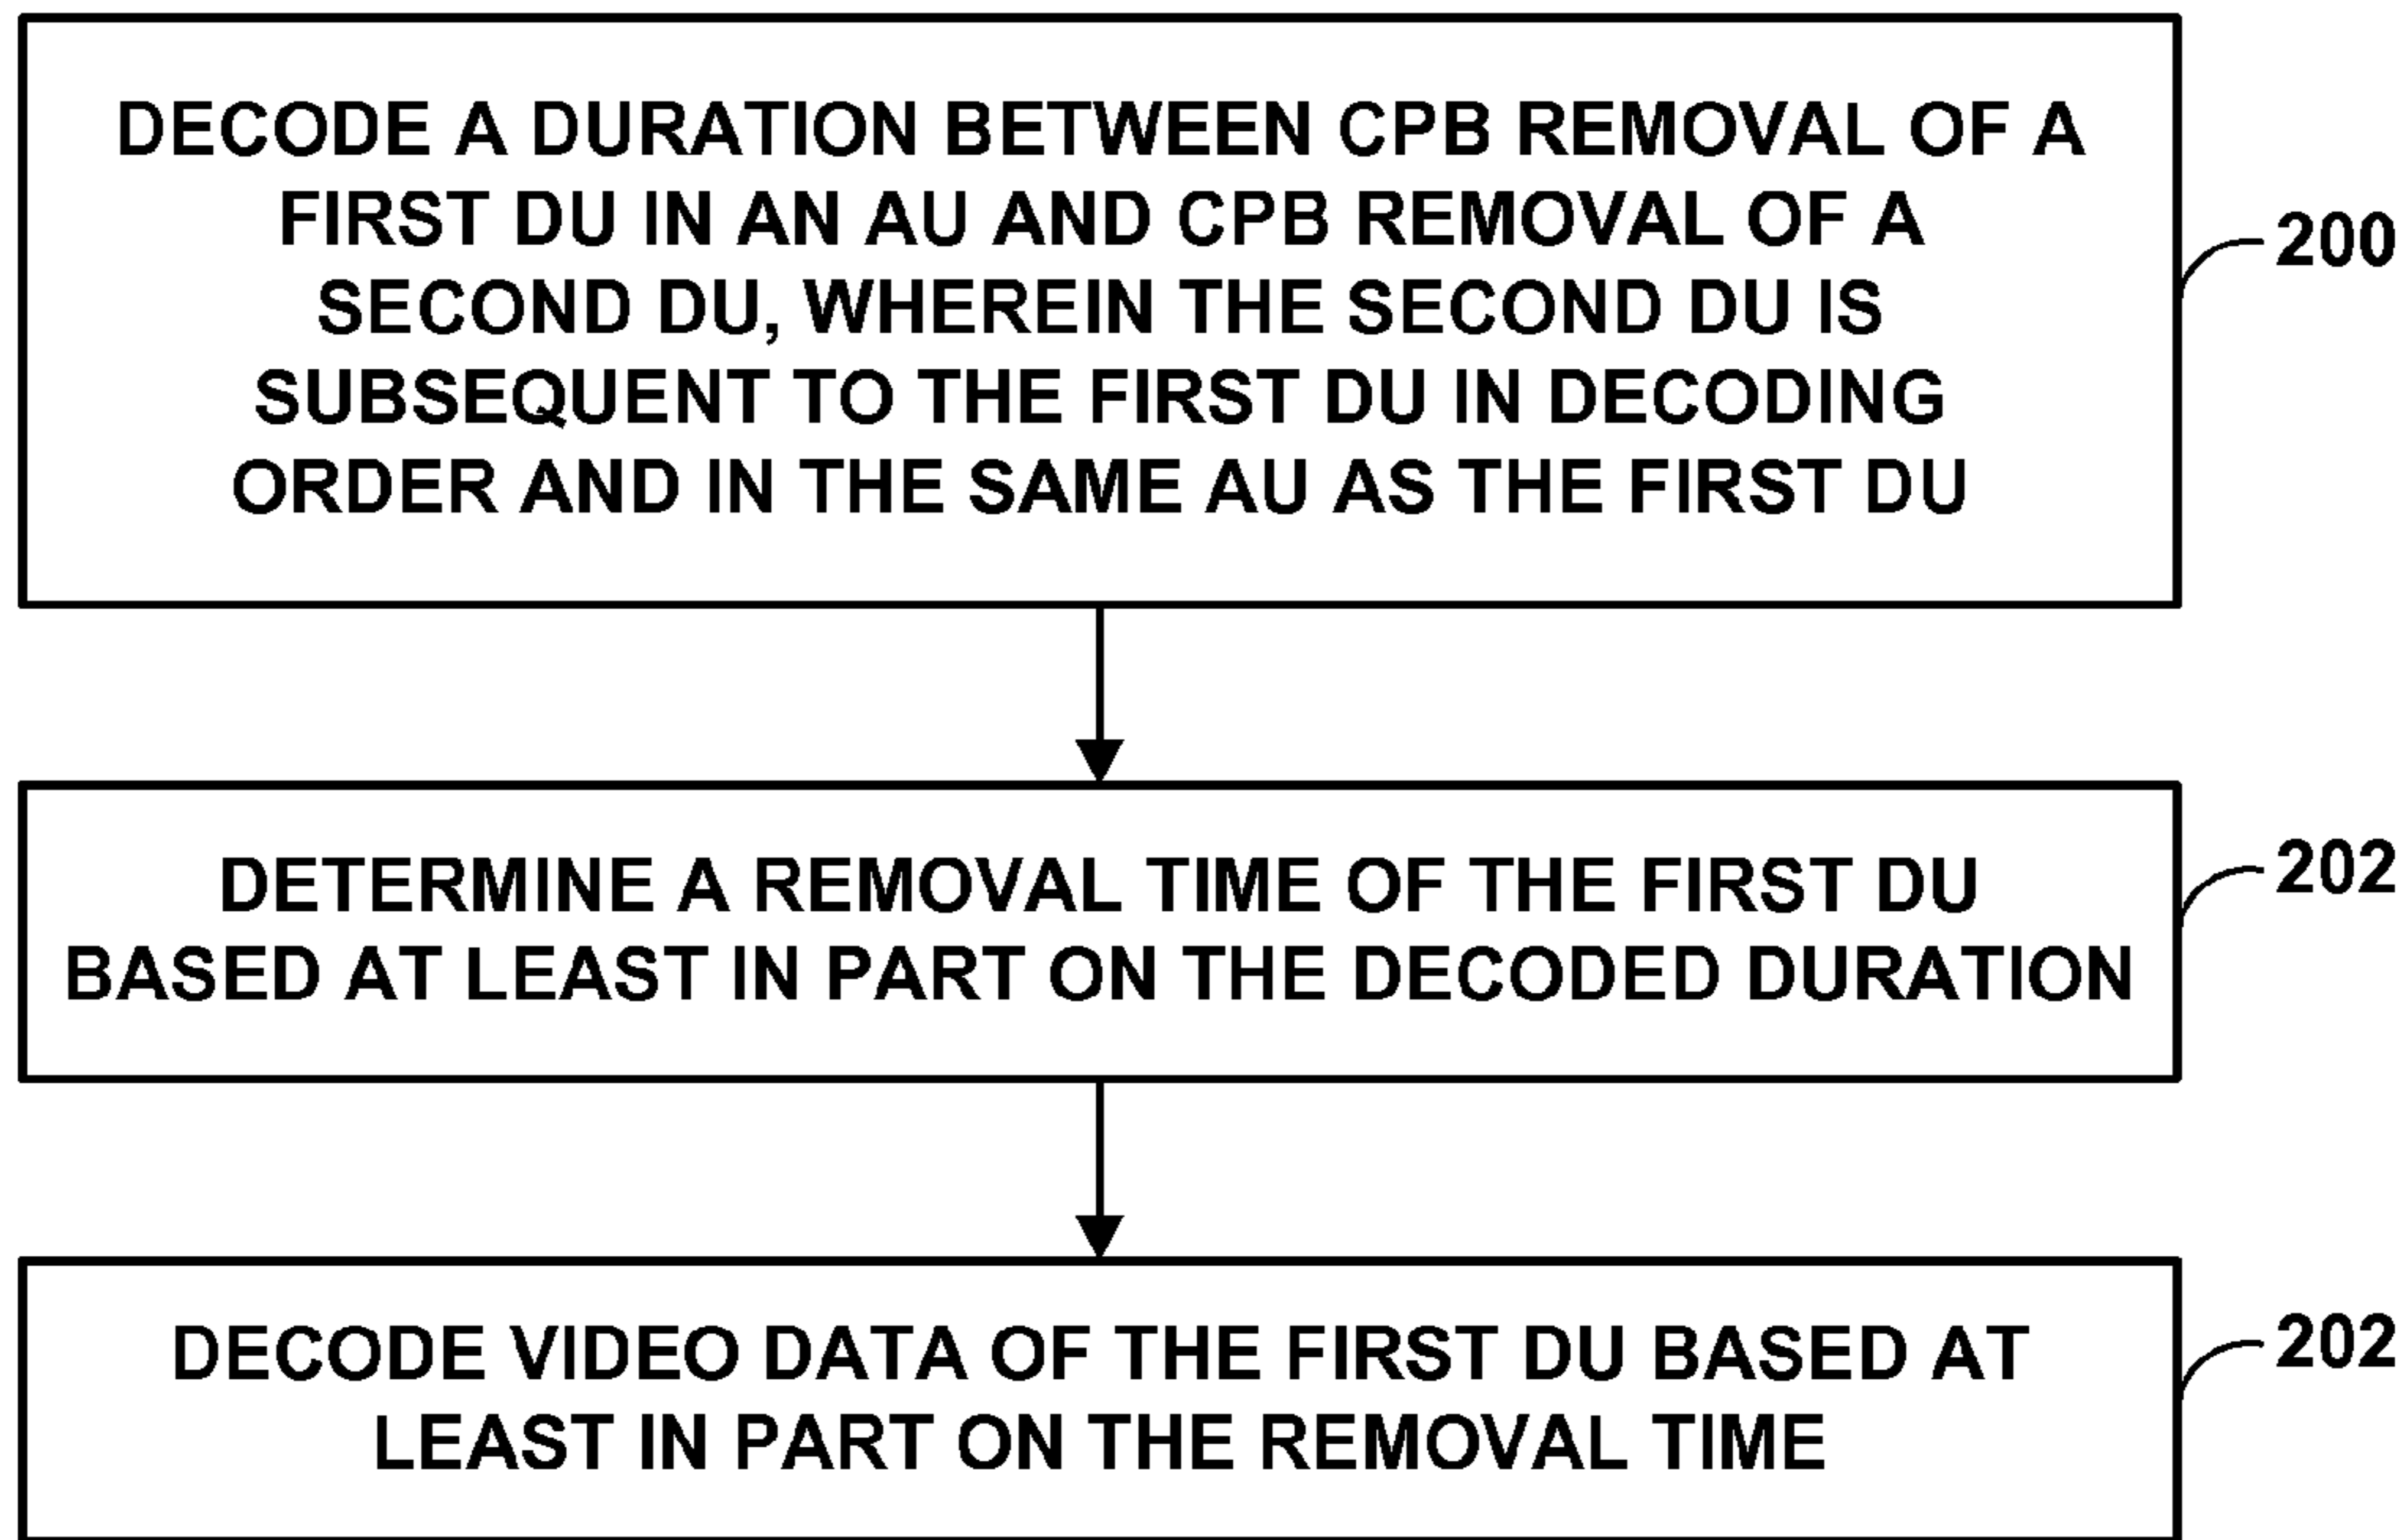 DECODE A DURATION BETWEEN CPB REMOVAL OF A
FIRST DU IN AN AU AND CPB REMOVAL OF A
SECOND DU, WHEREIN THE SECOND DU IS
SUBSEQUENT TO THE FIRST DU IN DECODING
ORDER AND IN THE SAME AU AS THE FIRST DU
200
DETERMINE A REMOVAL TIME OF THE FIRST DU
BASED AT LEAST IN PART ON THE DECODED DURATION
202
DECODE VIDEO DATA OF THE FIRST DU BASED AT
LEAST IN PART ON THE REMOVAL TIME
202